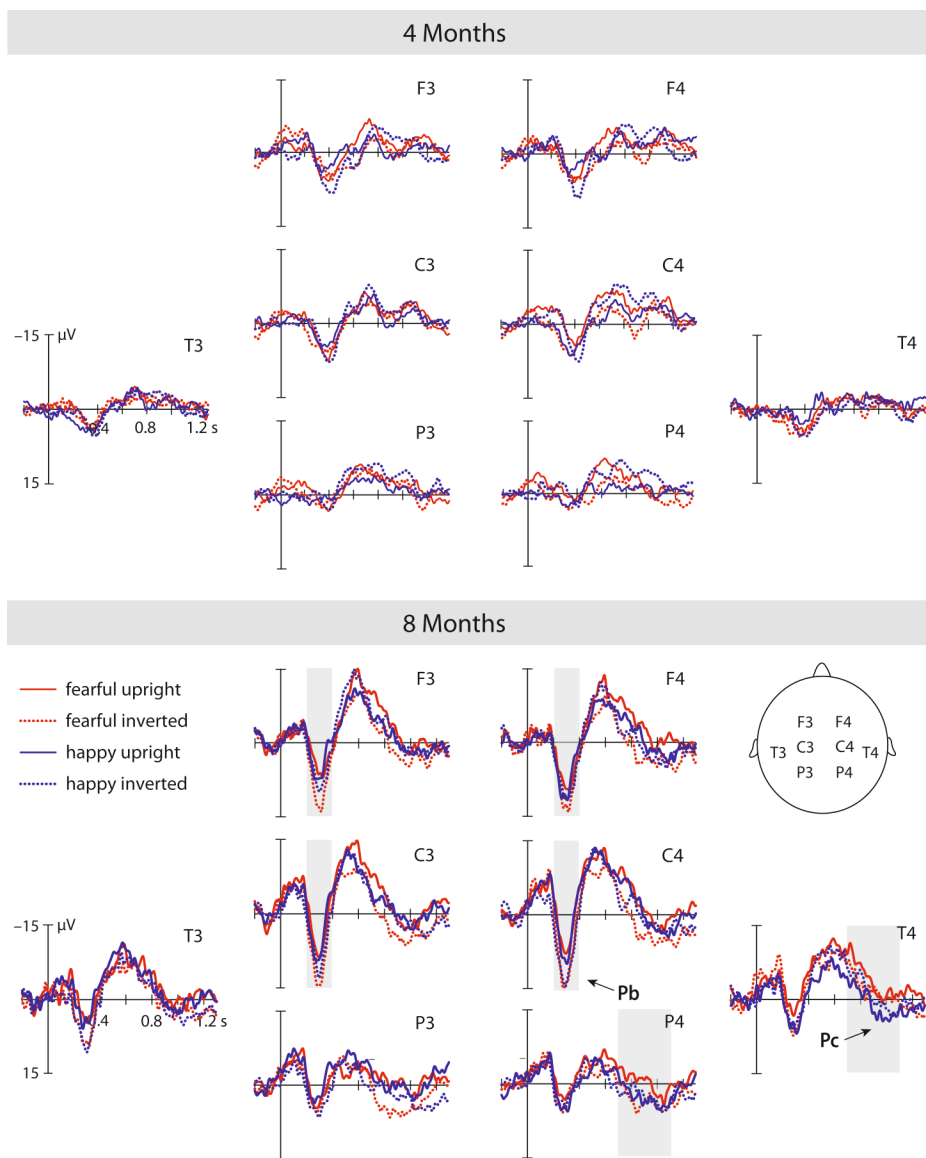 4 Months
F3
F4
C3
C4
−15
µV
T3
0.4
0.8
1.2 s
15
T4
P3
P4
8 Months
fearful upright
fearful inverted
happy upright
happy inverted
F3
F4
F3 F4
T3 C3 C4 T4
P3 P4
C3
C4
−15
µV
T3
.4
0.8
1.2 s
15
Pb
T4
Pc
P3
P4